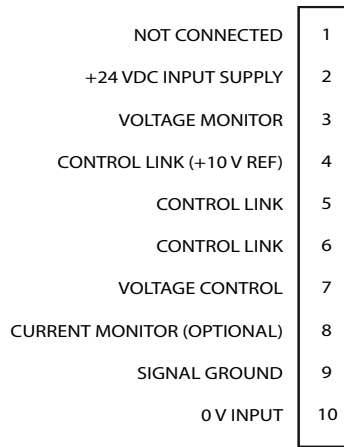 NOT CONNECTED 1
+24 VDC INPUT SUPPLY 2
VOLTAGE MONITOR 3
CONTROL LINK (+10 V REF) 4
CONTROL LINK 5
CONTROL LINK 6
VOLTAGE CONTROL 7
CURRENT MONITOR (OPTIONAL) 8
SIGNAL GROUND 9
0 V INPUT 10